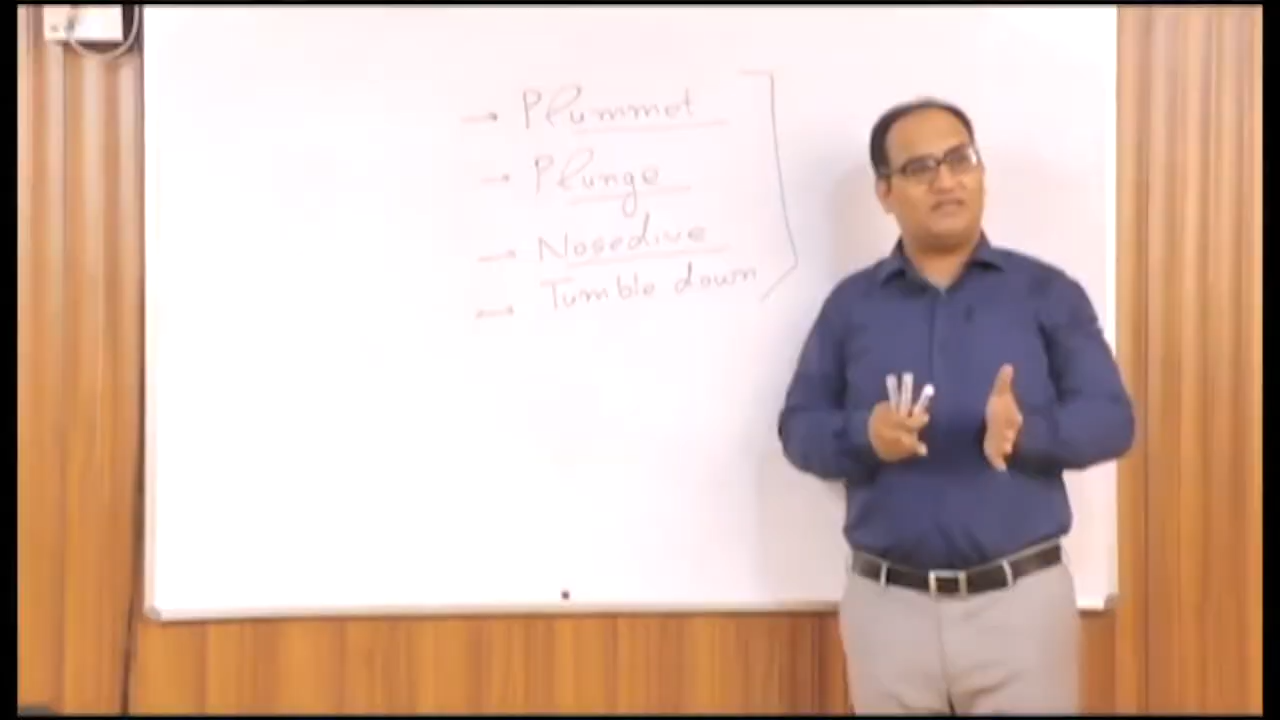 → Plummet
→ Plunge
→ Nosedive
→ Tumble down